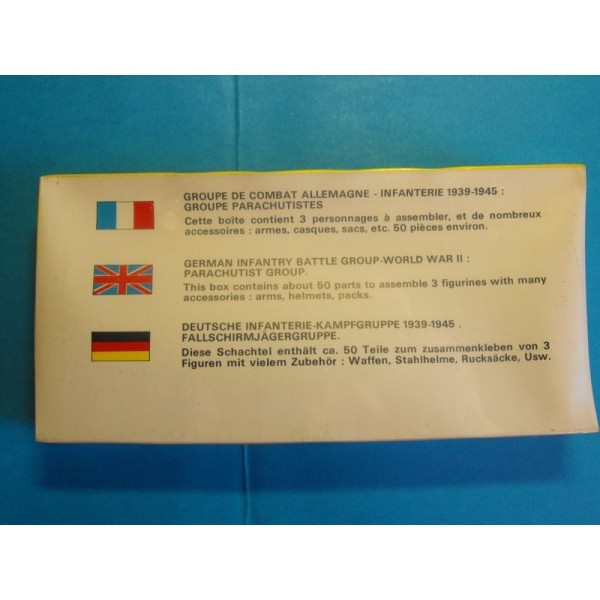 GROUPE DE COMBAT ALLEMAGNE - INFANTERIE 1939-1945 :
GROUPE PARACHUTISTES
Cette boîte contient 3 personnages à assembler, et de nombreux
accessoires : armes, casques, sacs, etc. 50 pièces environ.
GERMAN INFANTRY BATTLE GROUP-WORLD WAR II :
PARACHUTIST GROUP.
This box contains about 50 parts to assemble 3 figurines with many
accessories : arms, helmets, packs.
DEUTSCHE INFANTERIE-KAMPFGRUPPE 1939-1945 .
FALLSCHIRMJÄGERGRUPPE.
Diese Schachtel enthält ca. 50 Teile zum zusammenkleben von 3
Figuren mit vielem Zubehör : Waffen, Stahlhelme, Rucksäcke, Usw.